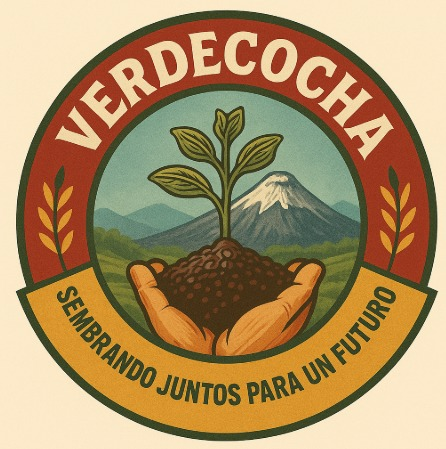 VERDECOCHA
SEMBRANDO JUNTOS PARA UN FUTURO